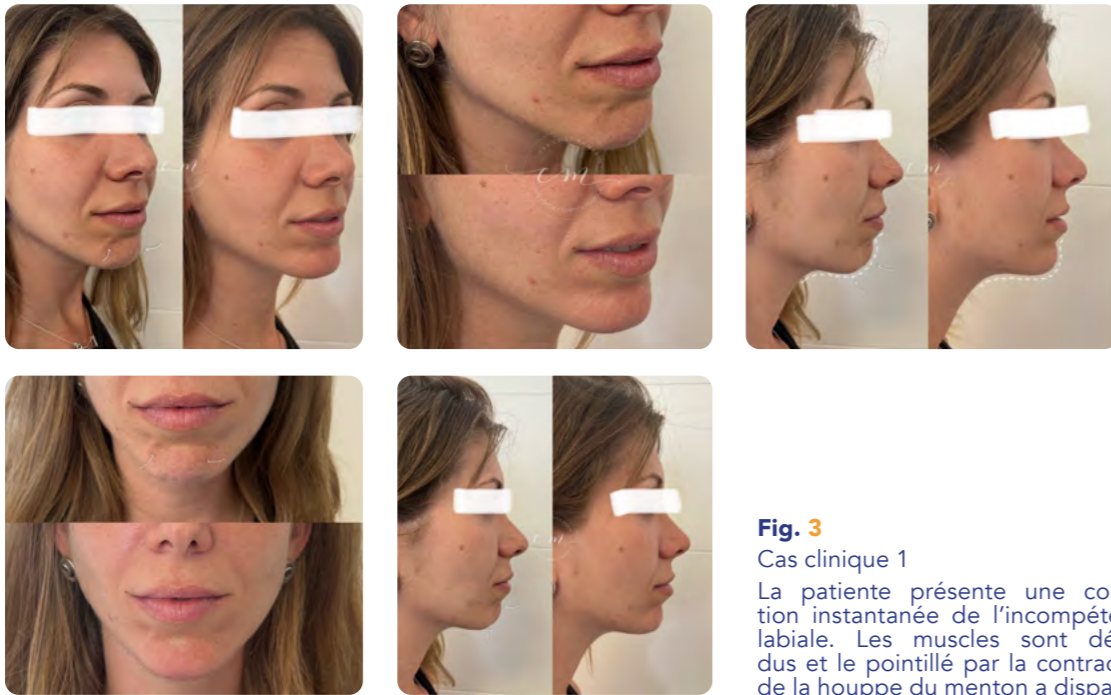 Fig. 3
Cas clinique 1
La patiente présente une co
tion instantanée de l'incompét
labiale. Les muscles sont dé
dus et le pointillé par la contrac
de la houppe du menton a dispa